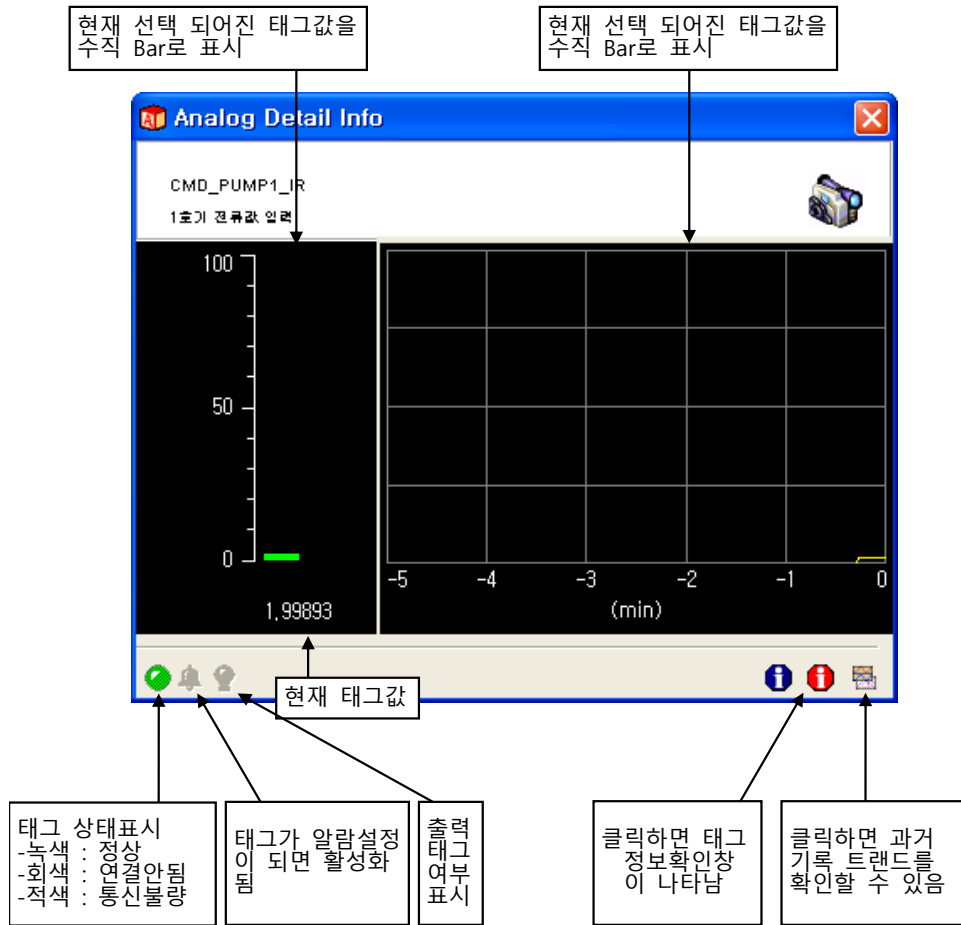 현재 선택 되어진 태그값을
수직 Bar로 표시
현재 선택 되어진 태그값을
수직 Bar로 표시
Analog Detail Info
CMD_PUMP1_IR
1호기 전류값 입력
100
50
0
1.99893
-5 -4 -3 -2 -1 0
(min)
현재 태그값
태그 상태표시
-녹색 : 정상
-회색 : 연결안됨
-적색 : 통신불량
태그가 알람설정
이 되면 활성화
됨
출력
태그
여부
표시
클릭하면 태그
정보확인창
이 나타남
클릭하면 과거
기록 트랜드를
확인할 수 있음